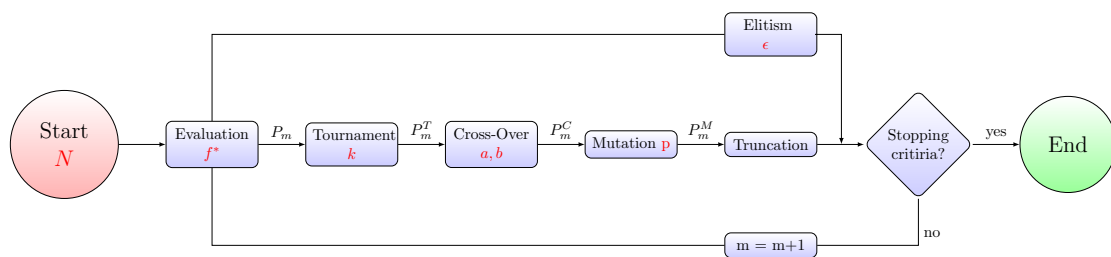 Elitism
ϵ
Start
N
Evaluation
f*
P_m
Tournament
k
P_m^T
Cross-Over
a, b
P_m^C
Mutation p
P_m^M
Truncation
Stopping
critiria?
yes
End
no
m = m+1